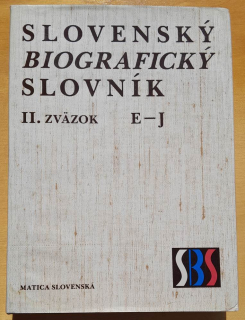 SLOVENSKÝ
BIOGRAFICKÝ
SLOVNÍK
II. ZVÄZOK E–J
SBS
MATICA SLOVENSKÁ